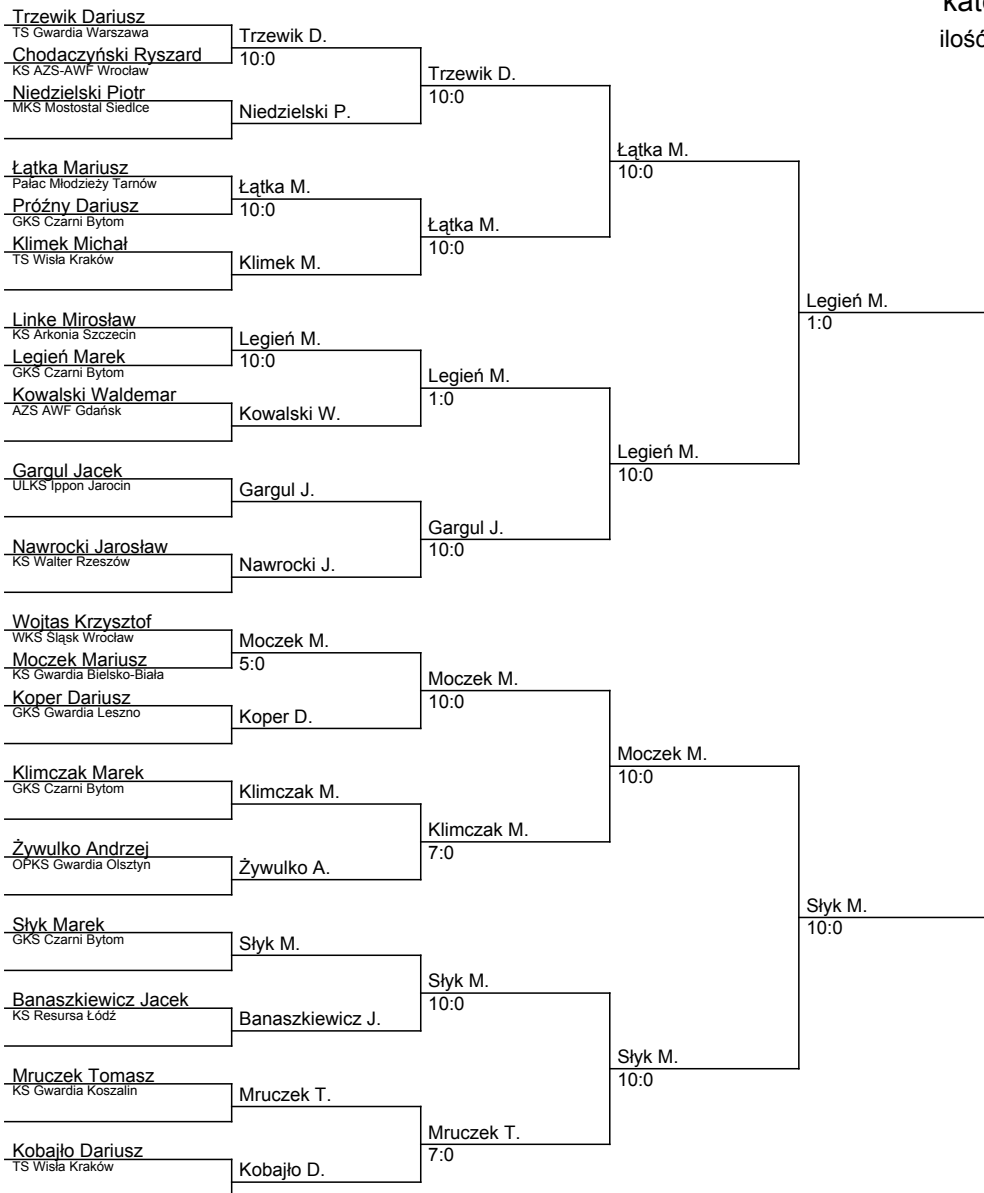 kate
ilość
Trzewik Dariusz
TS Gwardia Warszawa
Chodaczyński Ryszard
KS AZS-AWF Wrocław
Niedzielski Piotr
MKS Mostostal Siedlce
Łątka Mariusz
Pałac Młodzieży Tarnów
Próżny Dariusz
GKS Czarni Bytom
Klimek Michał
TS Wisła Kraków
Linke Mirosław
KS Arkonia Szczecin
Legień Marek
GKS Czarni Bytom
Kowalski Waldemar
AZS AWF Gdańsk
Gargul Jacek
ULKS Ippon Jarocin
Nawrocki Jarosław
KS Walter Rzeszów
Wojtas Krzysztof
WKS Śląsk Wrocław
Moczek Mariusz
KS Gwardia Bielsko-Biała
Koper Dariusz
GKS Gwardia Leszno
Klimczak Marek
GKS Czarni Bytom
Żywulko Andrzej
OPKS Gwardia Olsztyn
Słyk Marek
GKS Czarni Bytom
Banaszkiewicz Jacek
KS Resursa Łódź
Mruczek Tomasz
KS Gwardia Koszalin
Kobajło Dariusz
TS Wisła Kraków
Trzewik D.
10:0
Niedzielski P.
Łątka M.
10:0
Klimek M.
Legień M.
10:0
Kowalski W.
Gargul J.
Nawrocki J.
Moczek M.
5:0
Koper D.
Klimczak M.
Żywulko A.
Słyk M.
Banaszkiewicz J.
Mruczek T.
Kobajło D.
Trzewik D.
10:0
Łątka M.
10:0
Legień M.
1:0
Gargul J.
10:0
Moczek M.
10:0
Klimczak M.
7:0
Słyk M.
10:0
Mruczek T.
7:0
Łątka M.
10:0
Legień M.
10:0
Moczek M.
10:0
Słyk M.
10:0
Legień M.
1:0
Słyk M.
10:0